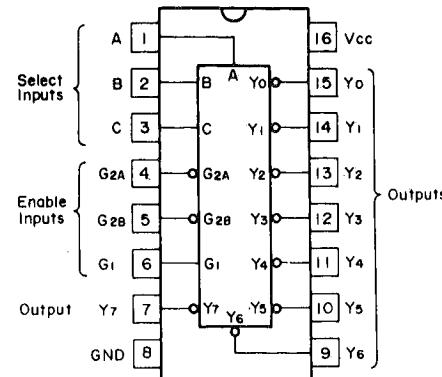 A 1 16 Vcc
A
Select Inputs
B 2 B Y0 15 Y0
C 3 C Y1 14 Y1
G2A 4 G2A Y2 13 Y2
Enable Inputs
G2B 5 G2B Y3 12 Y3
Outputs
G1 6 G1 Y4 11 Y4
Output Y7 7 Y7 Y5 10 Y5
Y6
GND 8 9 Y6